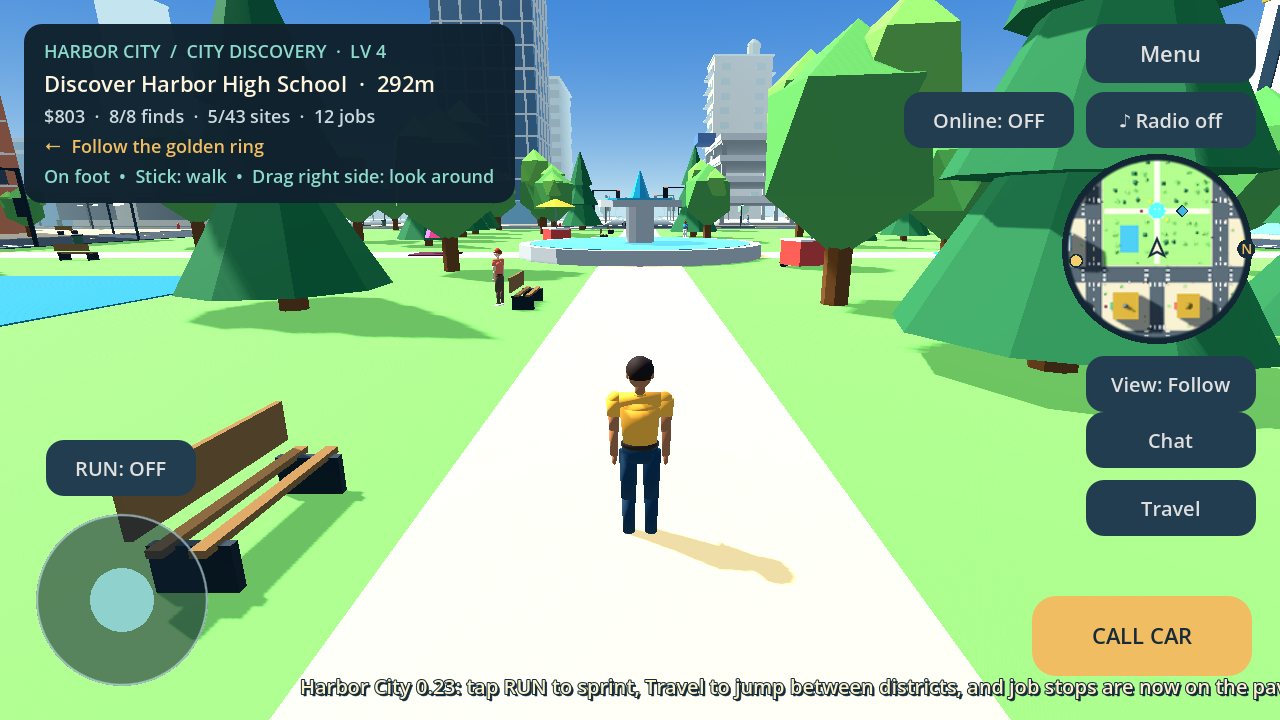 HARBOR CITY / CITY DISCOVERY · LV 4
Discover Harbor High School · 292m
$803 · 8/8 finds · 5/43 sites · 12 jobs
← Follow the golden ring
On foot • Stick: walk • Drag right side: look around
Menu
Online: OFF
♪ Radio off
N
View: Follow
Chat
Travel
RUN: OFF
CALL CAR
Harbor City 0.23: tap RUN to sprint, Travel to jump between districts, and job stops are now on the